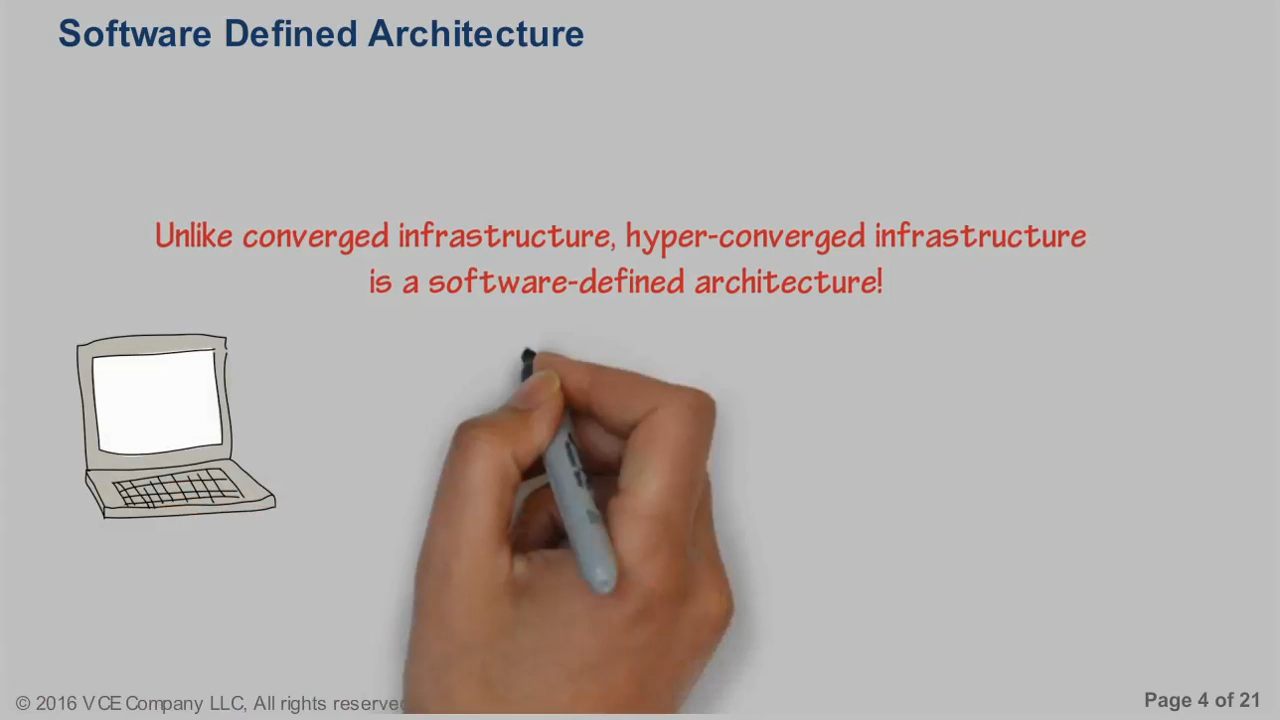 Software Defined Architecture
Unlike converged infrastructure, hyper-converged infrastructure
is a software-defined architecture!
© 2016 VCE Company LLC, All rights
Page 4 of 21